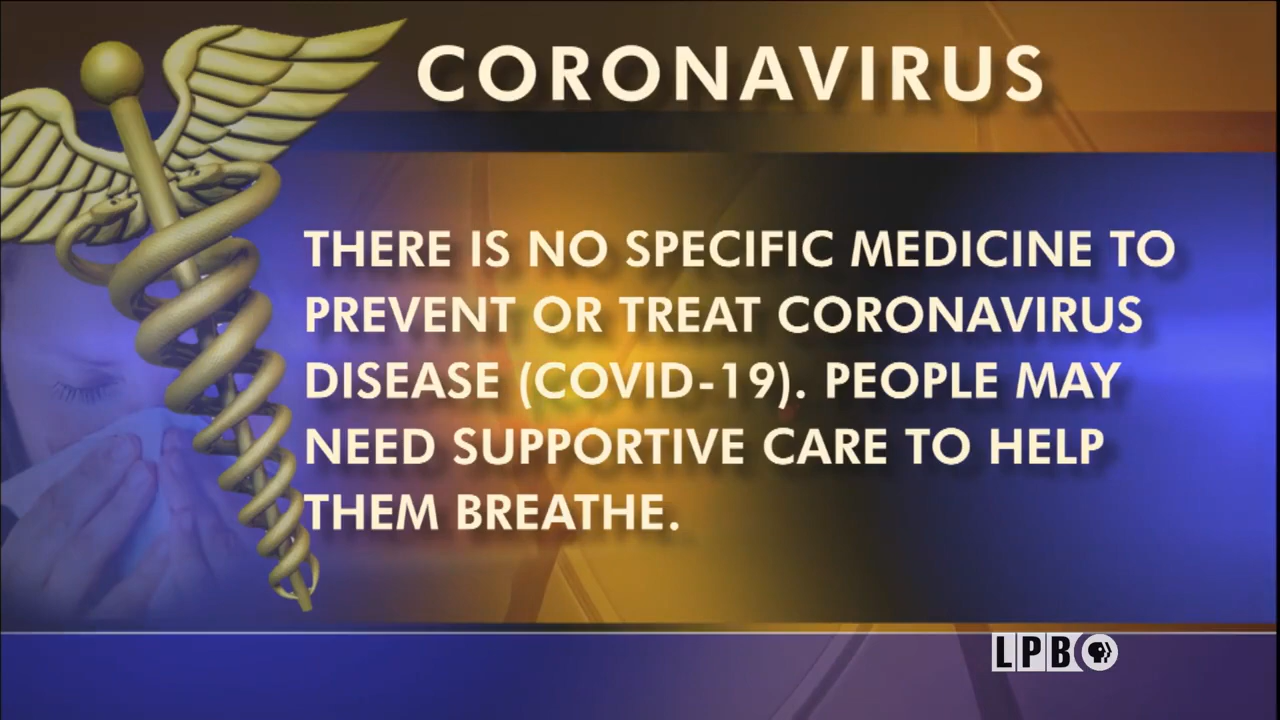 CORONAVIRUS
THERE IS NO SPECIFIC MEDICINE TO
PREVENT OR TREAT CORONAVIRUS
DISEASE (COVID-19). PEOPLE MAY
NEED SUPPORTIVE CARE TO HELP
THEM BREATHE.
LPB